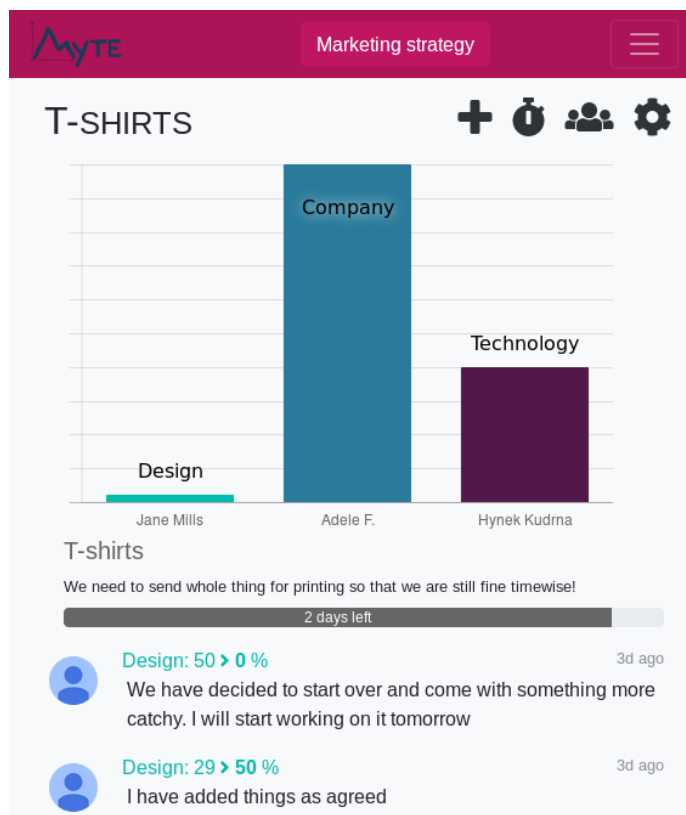 MYTE
Marketing strategy
T-SHIRTS
Company
Technology
Design
Jane Mills
Adele F.
Hynek Kudrna
T-shirts
We need to send whole thing for printing so that we are still fine timewise!
2 days left
Design: 50 > 0 %
3d ago
We have decided to start over and come with something more
catchy. I will start working on it tomorrow
Design: 29 > 50 %
3d ago
I have added things as agreed